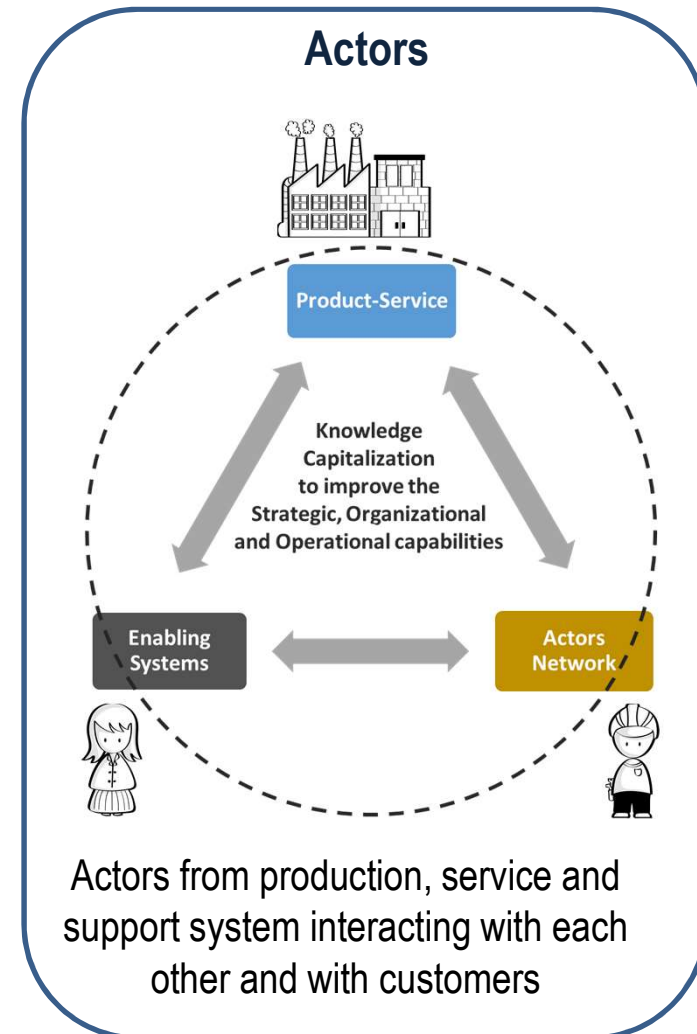 Actors
Product-Service
Knowledge
Capitalization
to improve the
Strategic, Organizational
and Operational capabilities
Enabling
Systems
Actors
Network
Actors from production, service and
support system interacting with each
other and with customers